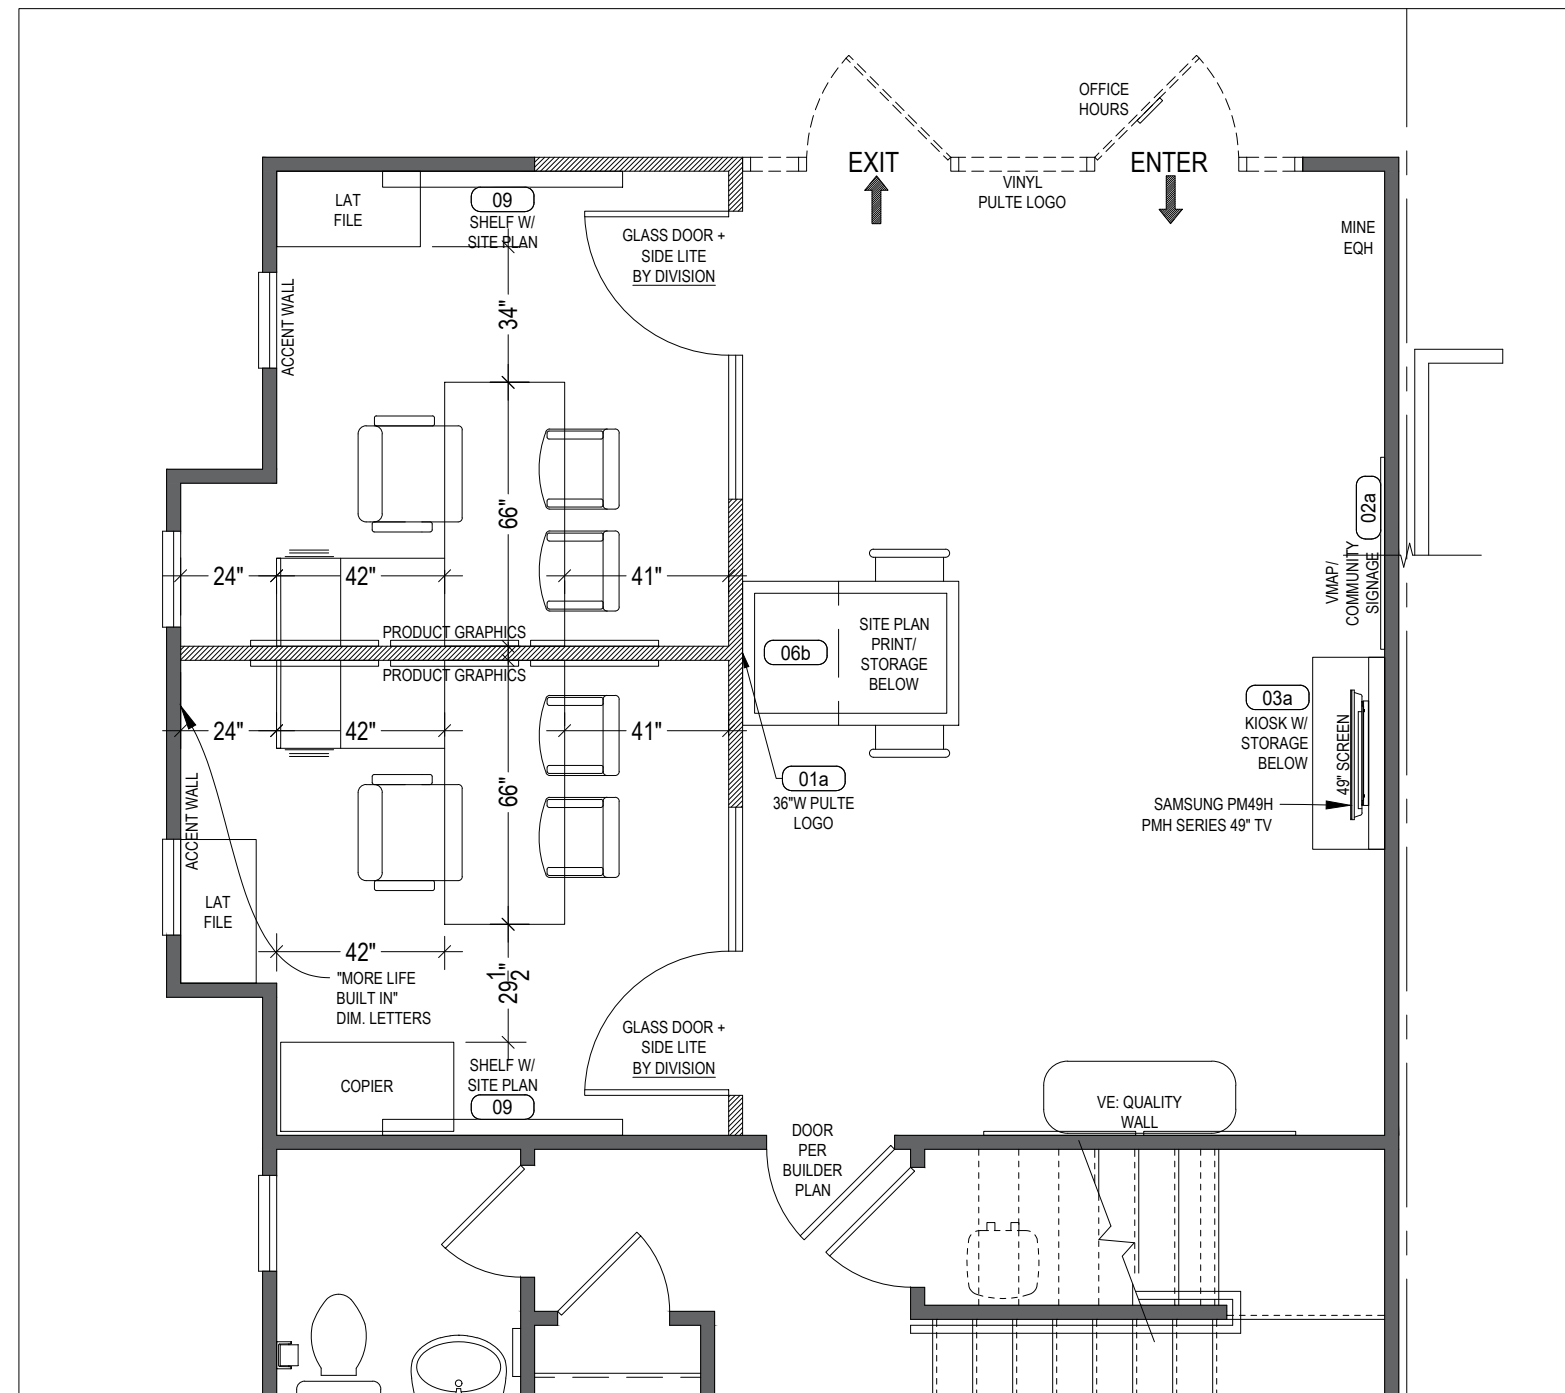 OFFICE
HOURS
EXIT
ENTER
VINYL
PULTE LOGO
LAT
FILE
09
SHELF W/
SITE PLAN
GLASS DOOR +
SIDE LITE
BY DIVISION
MINE
EQH
ACCENT WALL
34"
66"
02a
VMAP/
COMMUNITY
SIGNAGE
24"
42"
41"
PRODUCT GRAPHICS
PRODUCT GRAPHICS
06b
SITE PLAN
PRINT/
STORAGE
BELOW
24"
42"
41"
03a
KIOSK W/
STORAGE
BELOW
49" SCREEN
01a
36"W PULTE
LOGO
SAMSUNG PM49H
PMH SERIES 49" TV
66"
ACCENT WALL
LAT
FILE
42"
"MORE LIFE
BUILT IN"
DIM. LETTERS
29 1/2"
GLASS DOOR +
SIDE LITE
BY DIVISION
COPIER
SHELF W/
SITE PLAN
09
VE: QUALITY
WALL
DOOR
PER
BUILDER
PLAN